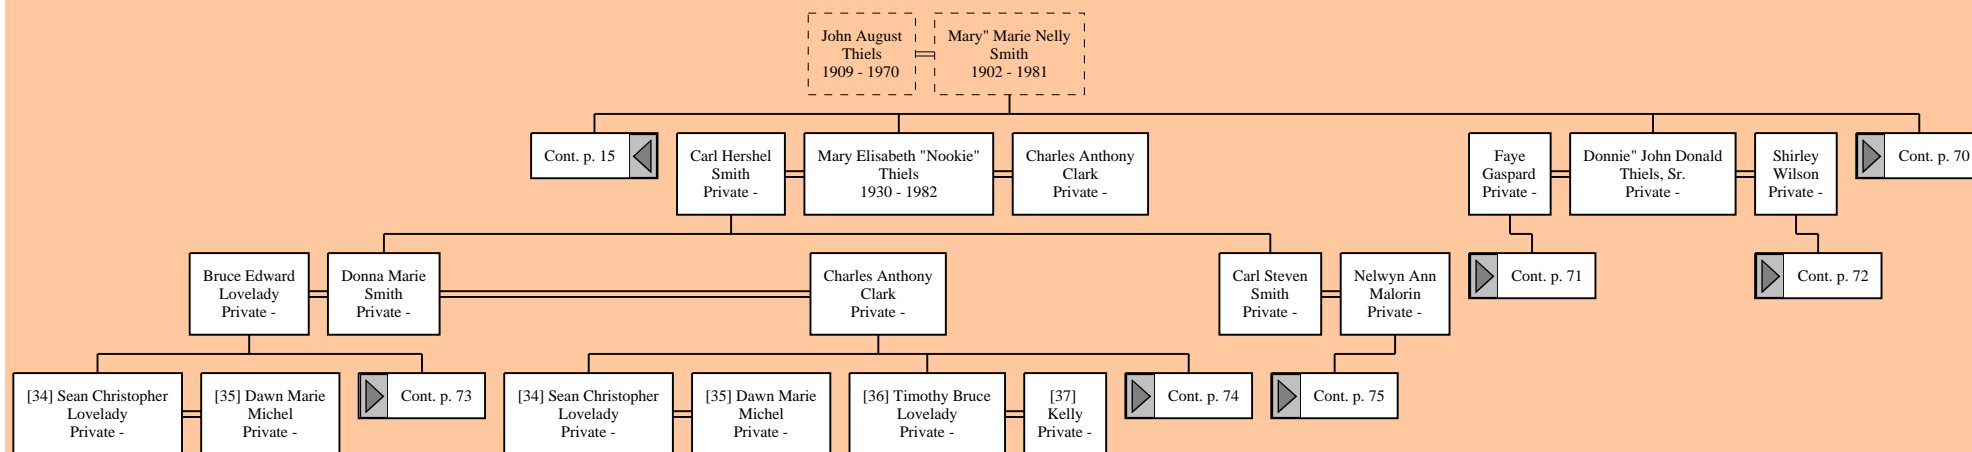 John August
Thiels
1909 - 1970
Mary" Marie Nelly
Smith
1902 - 1981
Cont. p. 15
Carl Hershel
Smith
Private -
Mary Elisabeth "Nookie"
Thiels
1930 - 1982
Charles Anthony
Clark
Private -
Faye
Gaspard
Private -
Donnie" John Donald
Thiels, Sr.
Private -
Shirley
Wilson
Private -
Cont. p. 70
Bruce Edward
Lovelady
Private -
Donna Marie
Smith
Private -
Charles Anthony
Clark
Private -
Carl Steven
Smith
Private -
Nelwyn Ann
Malorin
Private -
Cont. p. 71
Cont. p. 72
[34] Sean Christopher
Lovelady
Private -
[35] Dawn Marie
Michel
Private -
Cont. p. 73
[34] Sean Christopher
Lovelady
Private -
[35] Dawn Marie
Michel
Private -
[36] Timothy Bruce
Lovelady
Private -
[37]
Kelly
Private -
Cont. p. 74
Cont. p. 75